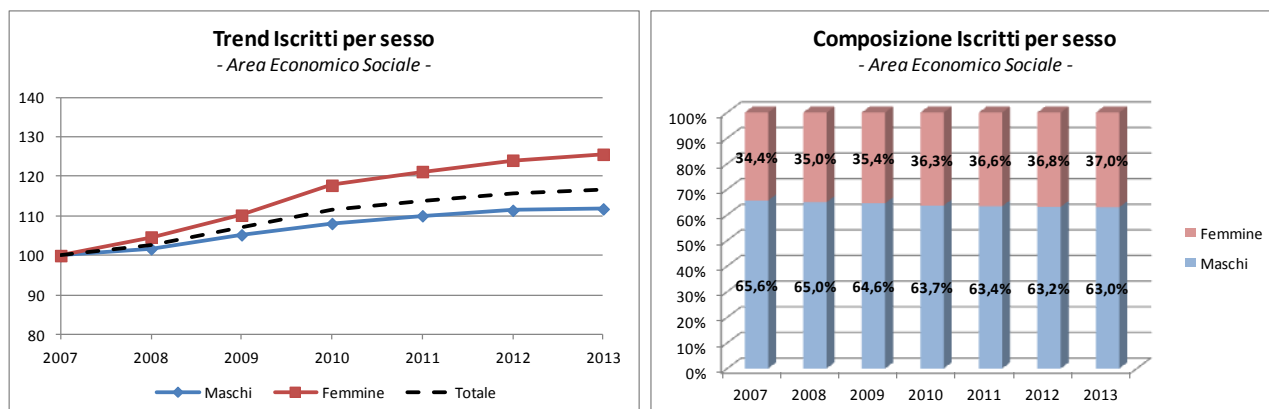 Trend Iscritti per sesso
- Area Economico Sociale -
140
130
120
110
100
90
80
2007 2008 2009 2010 2011 2012 2013
Maschi Femmine Totale
Composizione Iscritti per sesso
- Area Economico Sociale -
100%
90%
80%
70%
60%
50%
40%
30%
20%
10%
0%
34,4% 35,0% 35,4% 36,3% 36,6% 36,8% 37,0%
65,6% 65,0% 64,6% 63,7% 63,4% 63,2% 63,0%
2007 2008 2009 2010 2011 2012 2013
Femmine
Maschi